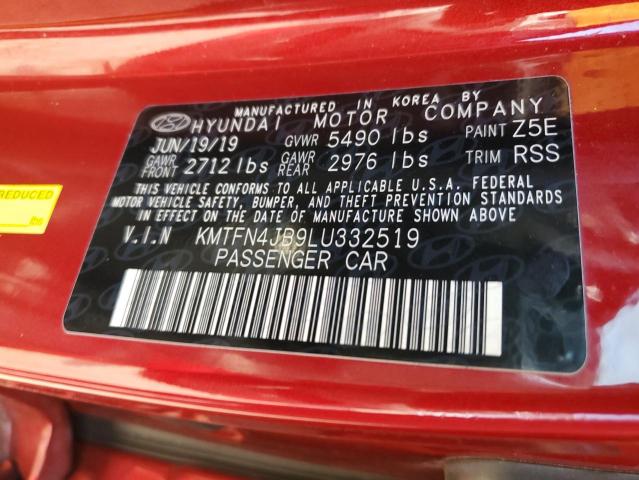 MANUFACTURED IN KOREA BY
HYUNDAI MOTOR COMPANY
JUN/19/19 GVWR 5490 lbs PAINT Z5E
GAWR FRONT 2712 lbs GAWR REAR 2976 lbs TRIM RSS
THIS VEHICLE CONFORMS TO ALL APPLICABLE U.S.A. FEDERAL
MOTOR VEHICLE SAFETY, BUMPER, AND THEFT PREVENTION STANDARDS
IN EFFECT ON THE DATE OF MANUFACTURE SHOWN ABOVE.
V.I.N KMTFN4JB9LU332519
PASSENGER CAR
REDUCED
lbs